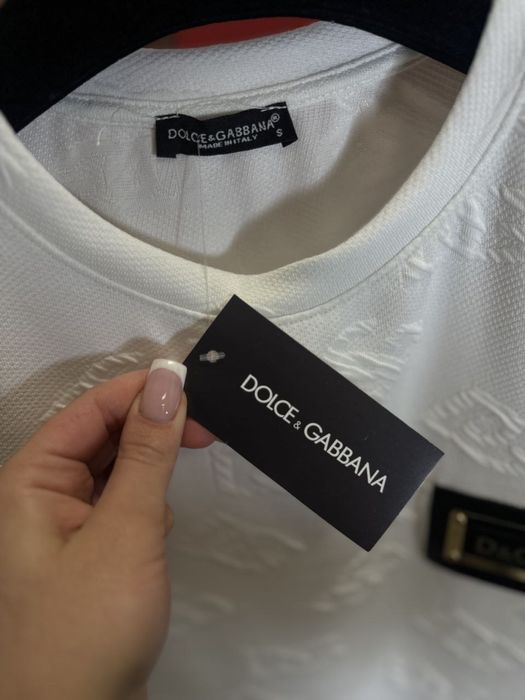 DOLCE&GABBANA®
S
MADE IN ITALY
DOLCE & GABBANA
D&G